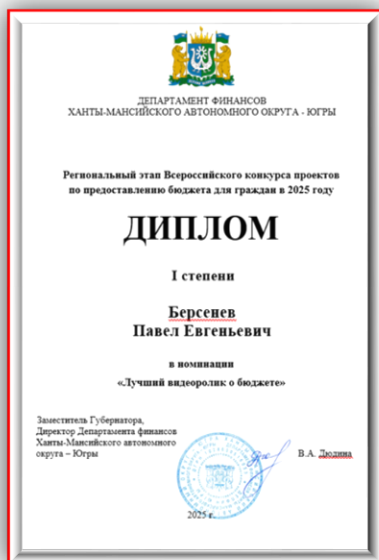 ДЕПАРТАМЕНТ ФИНАНСОВ
ХАНТЫ-МАНСИЙСКОГО АВТОНОМНОГО ОКРУГА - ЮГРЫ
Региональный этап Всероссийского конкурса проектов
по предоставлению бюджета для граждан в 2025 году
ДИПЛОМ
I степени
Берсенев
Павел Евгеньевич
в номинации
«Лучший видеоролик о бюджете»
Заместитель Губернатора,
Директор Департамента финансов
Ханты-Мансийского автономного
округа – Югры
В.А. Дюдина
2025 г.